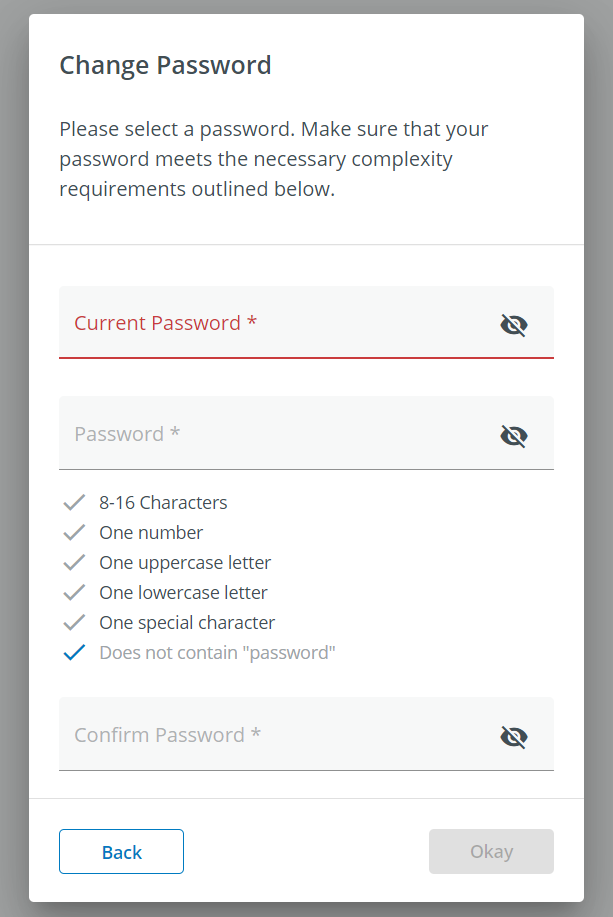 Change Password
Please select a password. Make sure that your
password meets the necessary complexity
requirements outlined below.
Current Password *
Password *
8-16 Characters
One number
One uppercase letter
One lowercase letter
One special character
Does not contain "password"
Confirm Password *
Back
Okay